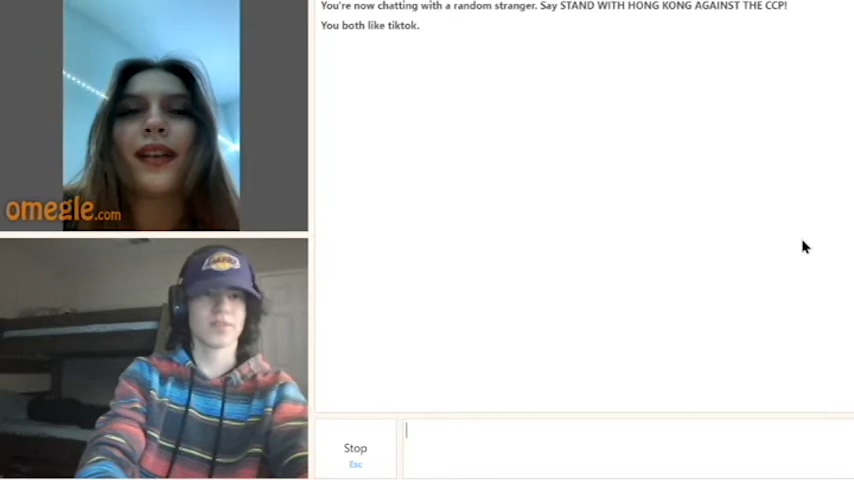 You're now chatting with a random stranger. Say STAND WITH HONG KONG AGAINST THE CCP!
You both like tiktok.
omegle.com
Stop
Esc